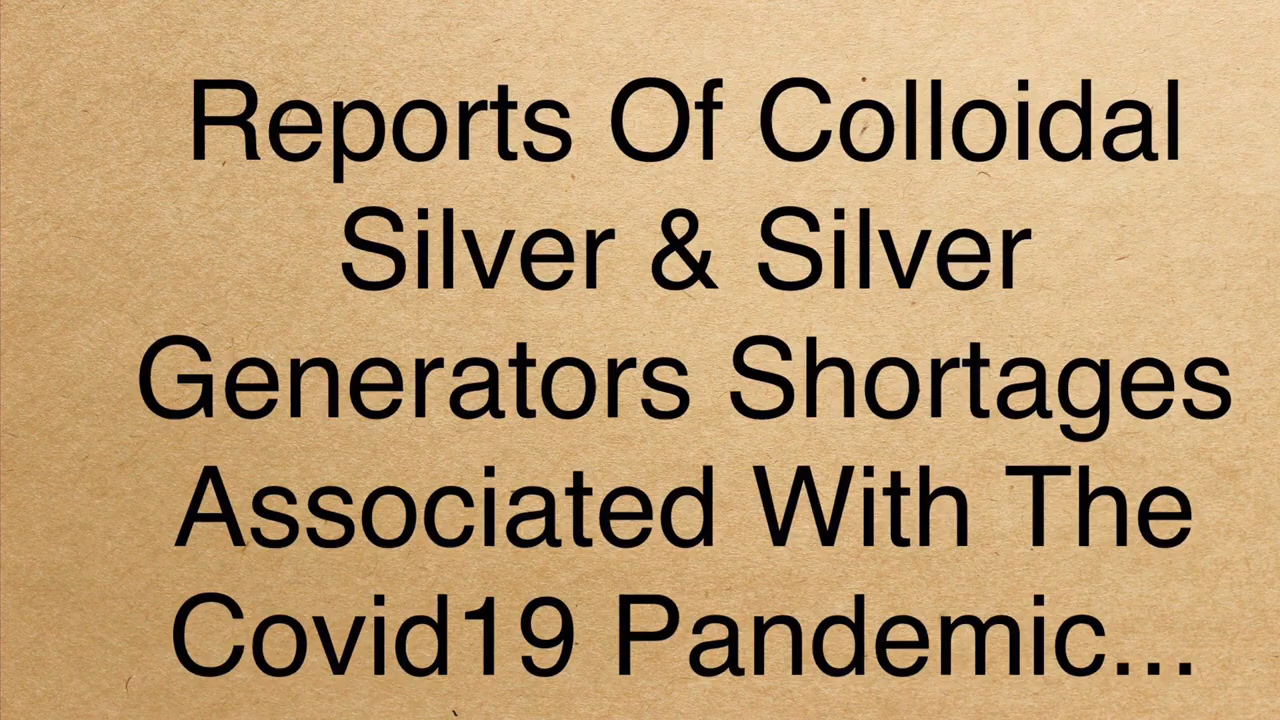 Reports Of Colloidal
Silver & Silver
Generators Shortages
Associated With The
Covid19 Pandemic...